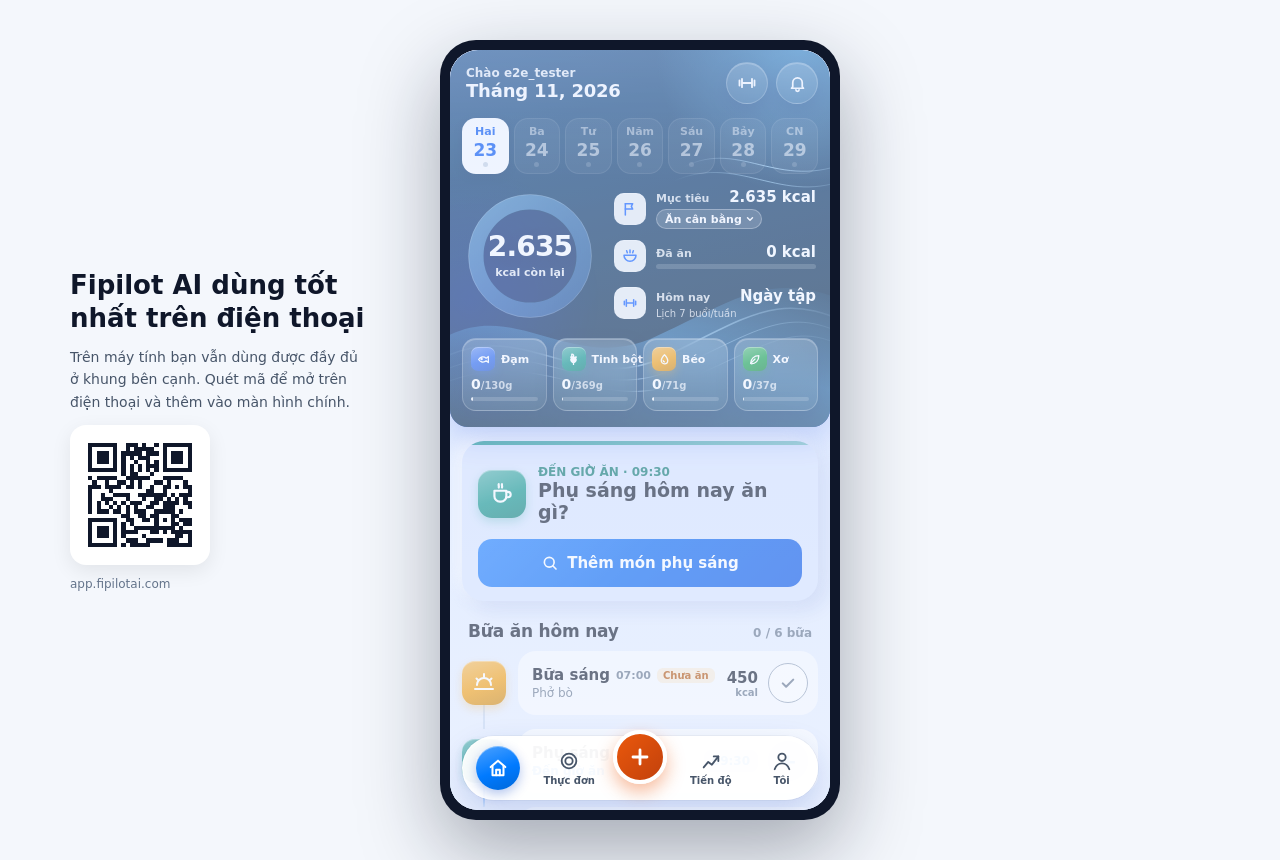 Fipilot AI dùng tốt
nhất trên điện thoại
Trên máy tính bạn vẫn dùng được đầy đủ
ở khung bên cạnh. Quét mã để mở trên
điện thoại và thêm vào màn hình chính.
app.fipilotai.com
Chào e2e_tester
Tháng 11, 2026
Hai Ba Tư Năm Sáu Bảy CN
23 24 25 26 27 28 29
2.635
kcal còn lại
Mục tiêu 2.635 kcal
Ăn cân bằng
Đã ăn 0 kcal
Hôm nay Ngày tập
Lịch 7 buổi/tuần
Đạm Tinh bột Béo Xơ
0/130g 0/369g 0/71g 0/37g
ĐẾN GIỜ ĂN · 09:30
Phụ sáng hôm nay ăn
gì?
Thêm món phụ sáng
Bữa ăn hôm nay 0 / 6 bữa
Bữa sáng 07:00 Chưa ăn 450
Phở bò kcal
Phụ sáng
Thực đơn Tiến độ Tôi